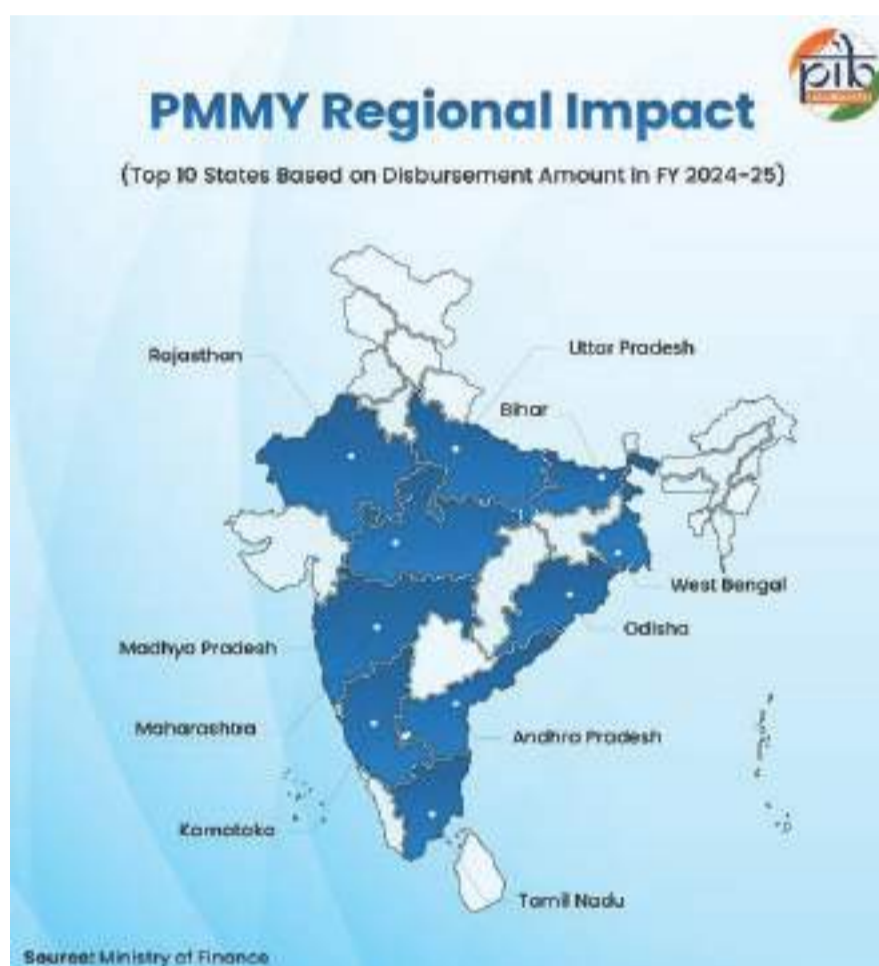 pib
PMMY Regional Impact
(Top 10 States Based on Disbursement Amount in FY 2024-25)
Rajasthan
Uttar Pradesh
Bihar
West Bengal
Odisha
Madhya Pradesh
Maharashtra
Andhra Pradesh
Karnataka
Tamil Nadu
Source: Ministry of Finance